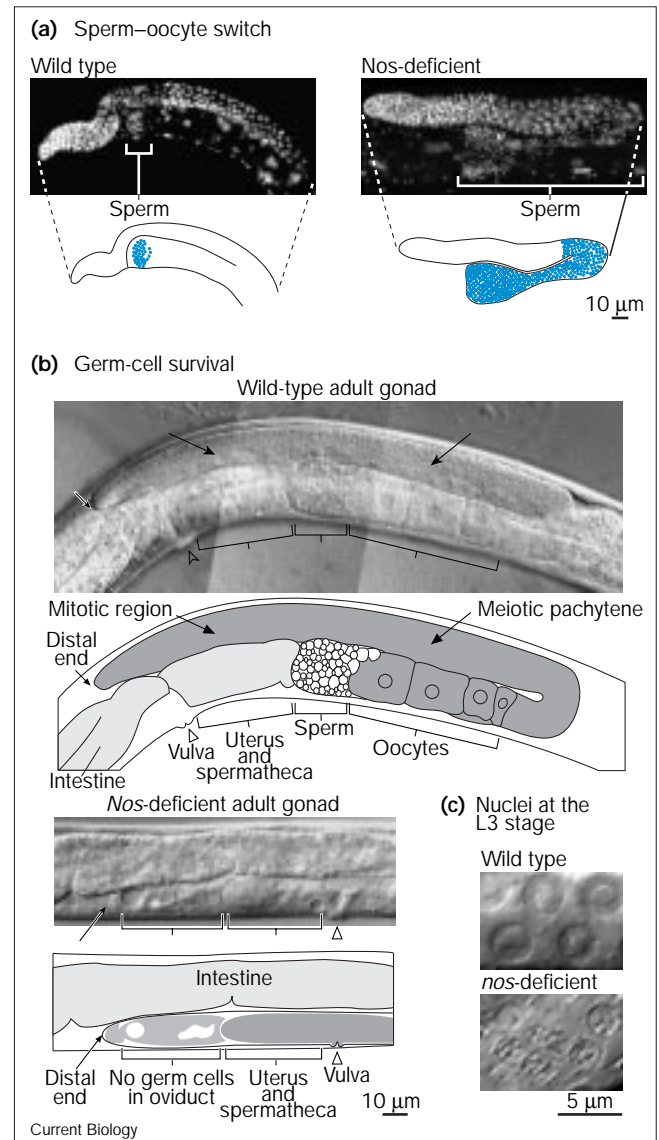 (a) Sperm–oocyte switch
Wild type
Nos-deficient
Sperm
Sperm
10 μm
(b) Germ-cell survival
Wild-type adult gonad
Mitotic region
Meiotic pachytene
Distal
end
Vulva
Uterus
and
spermatheca
Sperm
Oocytes
Intestine
Nos-deficient adult gonad
Intestine
Distal
end
No germ cells
in oviduct
Uterus
and
spermatheca
Vulva
10 μm
(c) Nuclei at the
L3 stage
Wild type
nos-deficient
5 μm
Current Biology